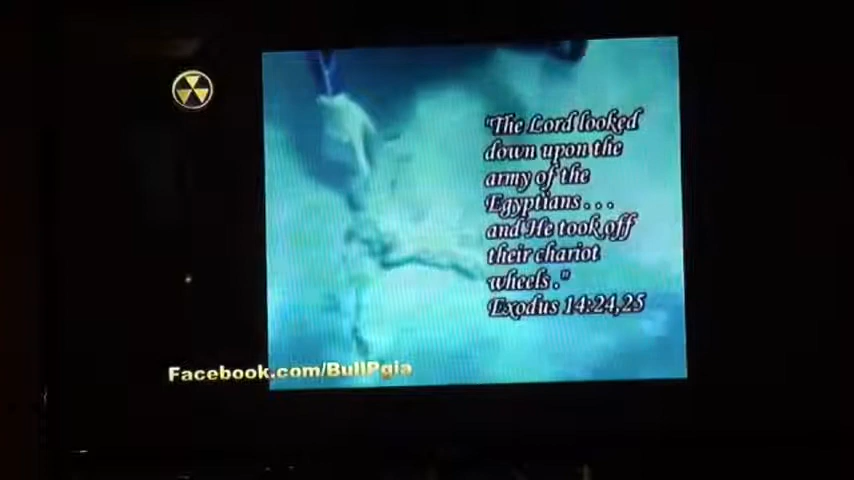 "The Lord looked
down upon the
army of the
Egyptians . . .
and He took off
their chariot
wheels."
Exodus 14:24,25
Facebook.com/BullPgia